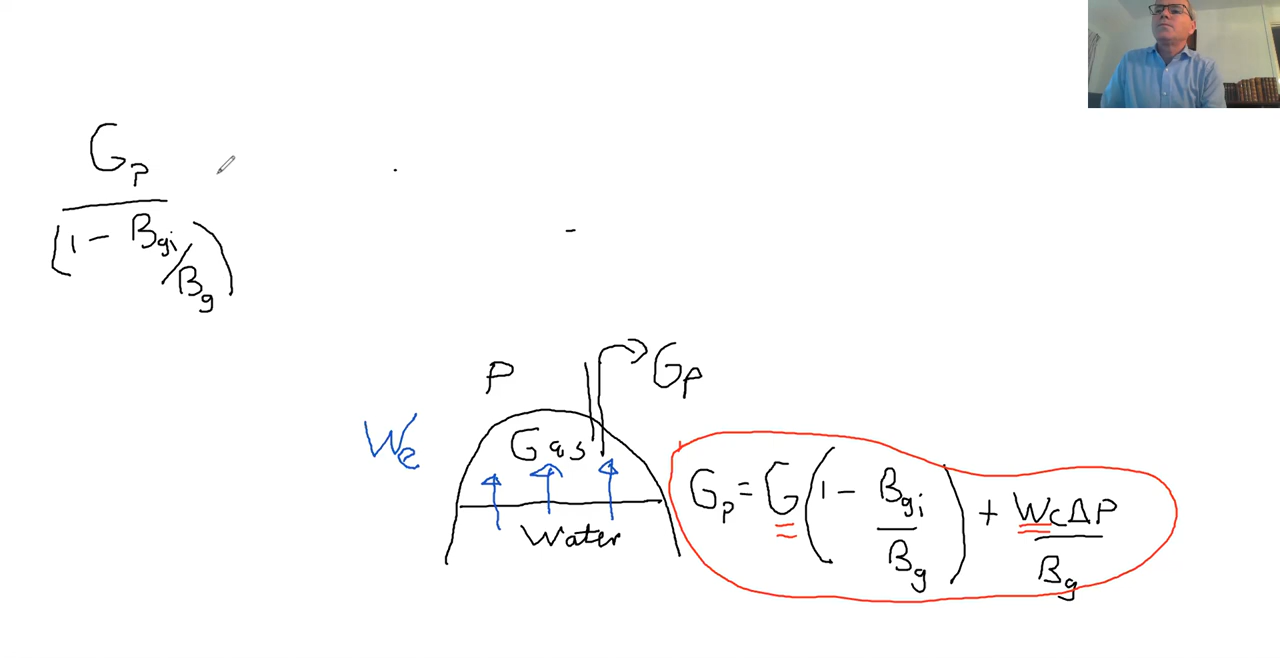 Gp
(1 - Bgi/Bg)
P
Gp
We
Gas
Water
Gp = G(1 - Bgi/Bg) + WcΔP/Bg